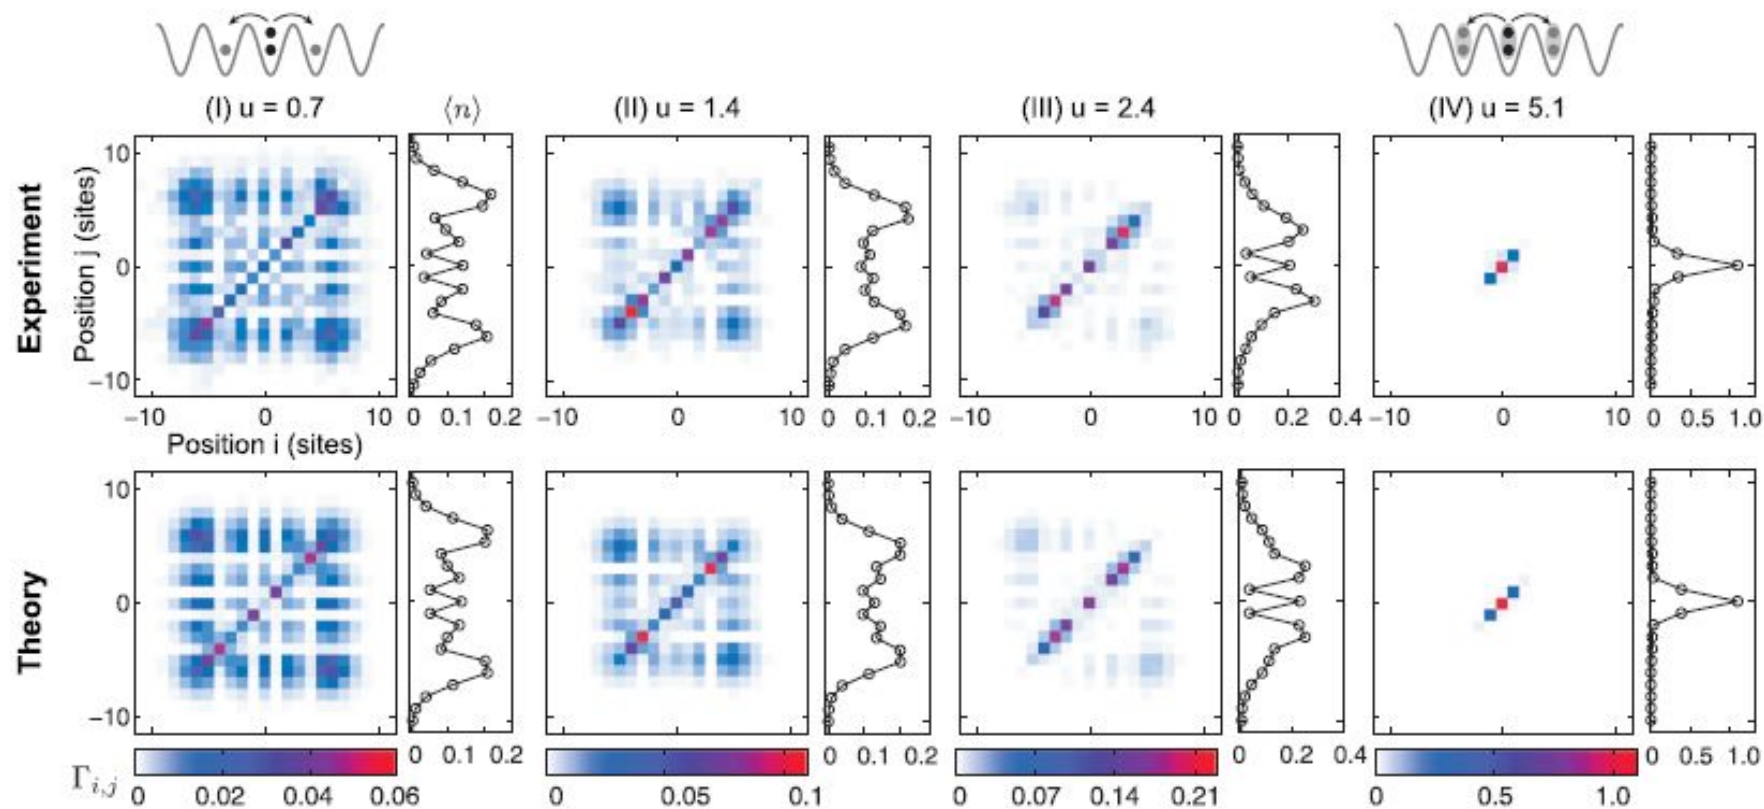 (I) u = 0.7 ⟨n⟩ (II) u = 1.4 (III) u = 2.4 (IV) u = 5.1
Experiment
Position j (sites)
10
0
−10
−10 0 10 0 0.1 0.2 −10 0 10 0 0.1 0.2 −10 0 10 0 0.2 0.4 −10 0 10 0 0.5 1.0
Position i (sites)
Theory
10
0
−10
0 0.1 0.2 0 0.1 0.2 0 0.2 0.4 0 0.5 1.0
Γi,j
0 0.02 0.04 0.06 0 0.05 0.1 0 0.07 0.14 0.21 0 0.5 1.0